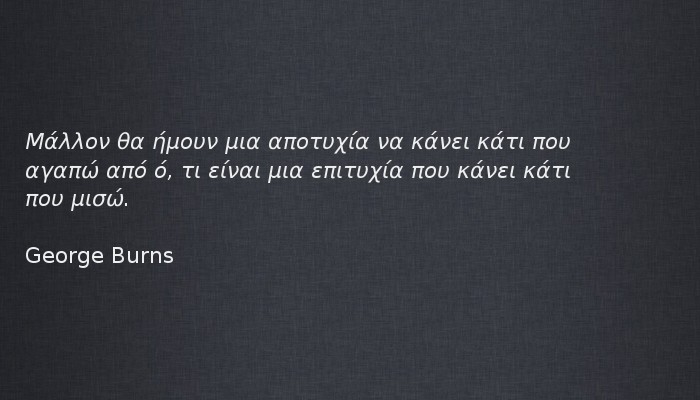 Μάλλον θα ήμουν μια αποτυχία να κάνει κάτι που
αγαπώ από ό, τι είναι μια επιτυχία που κάνει κάτι
που μισώ.
George Burns